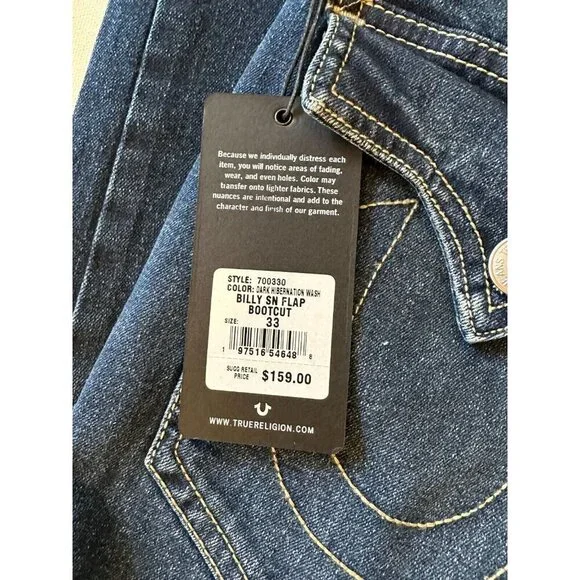 Because we individually distress each
item, you will notice areas of fading,
wear, and even holes. Color may
transfer onto lighter fabrics. These
nuances are intentional and add to the
character and finish of our garment.
STYLE: 700330
COLOR: DARK HIBERNATION WASH
BILLY SN FLAP
BOOTCUT
SIZE: 33
1 97516 54648 8
SUGG RETAIL
PRICE $159.00
WWW.TRUERELIGION.COM
JEANS